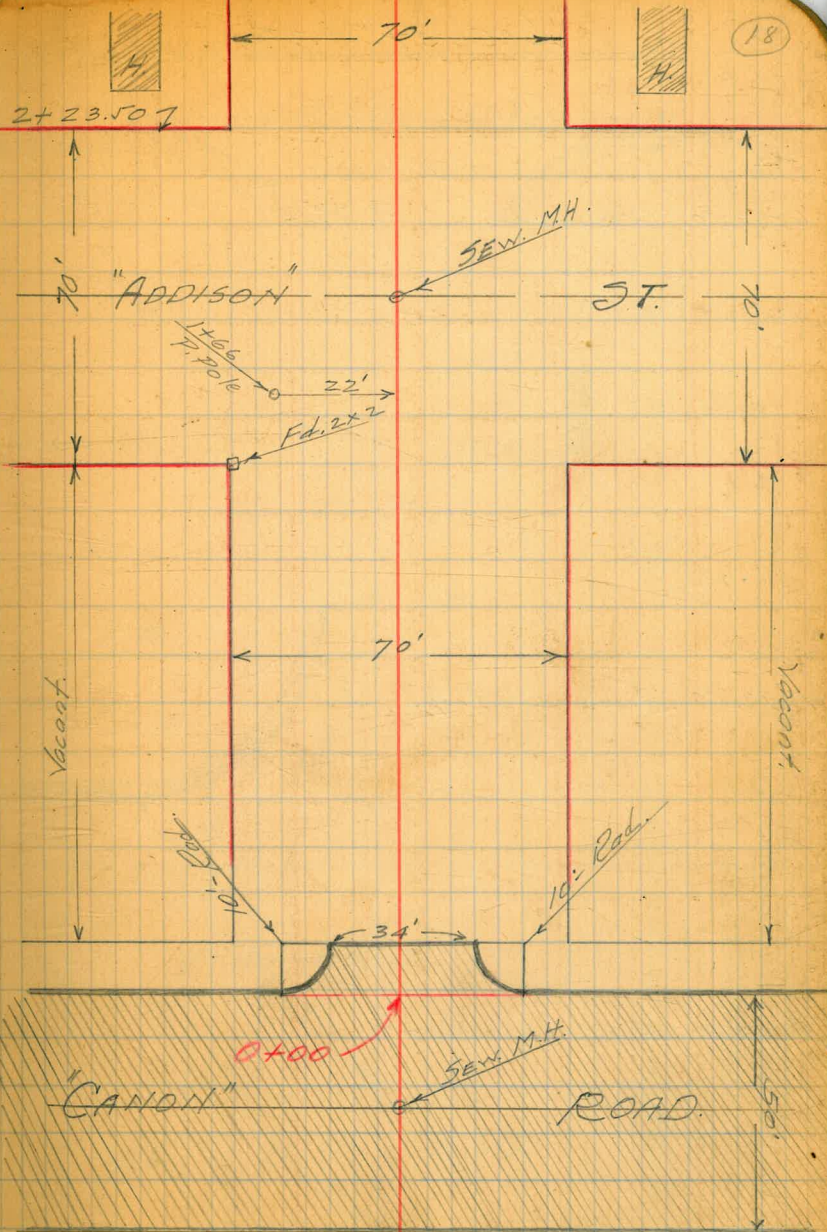 70'
18
H.
H.
2+23.50
"ADDISON" ST.
SEW. M.H.
70'
70'
1+66
P. Pole
22'
Fd. 2x2
70'
Vacant.
Vacant
10'-Rad.
10'-Rad.
34'
0+00
SEW. M.H.
"CANON" ROAD.
50'